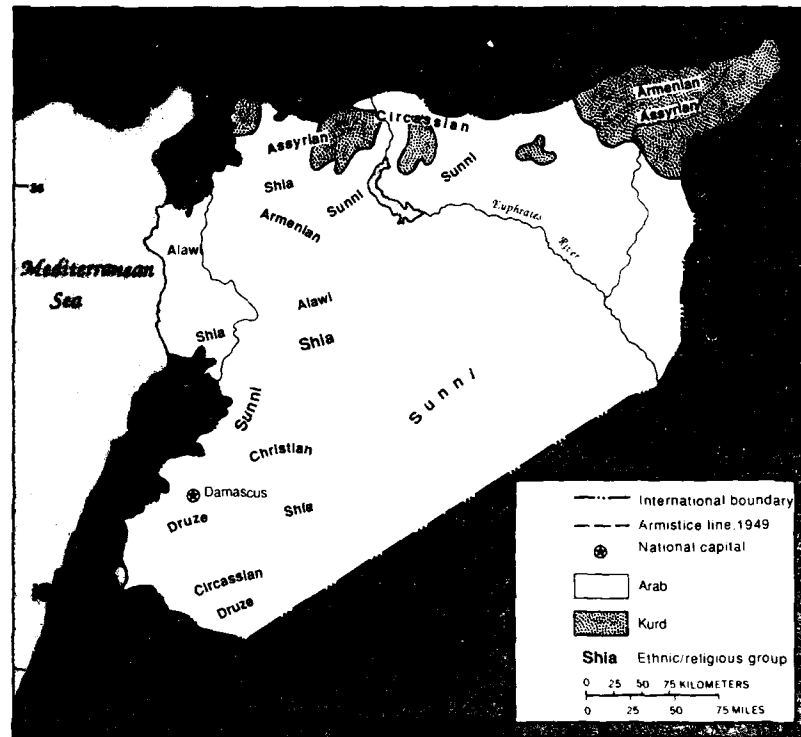 Armenian
Assyrian
Circassian
Assyrian
Sunni
Shia
Sunni
Armenian
Euphrates
River
Alawi
Mediterranean
Sea
Alawi
Shia
Shia
Sunni
Sunni
Christian
Damascus
Druze
Shia
Circassian
Druze
International boundary
Armistice line, 1949
National capital
Arab
Kurd
Shia Ethnic/religious group
0 25 50 75 KILOMETERS
0 25 50 75 MILES